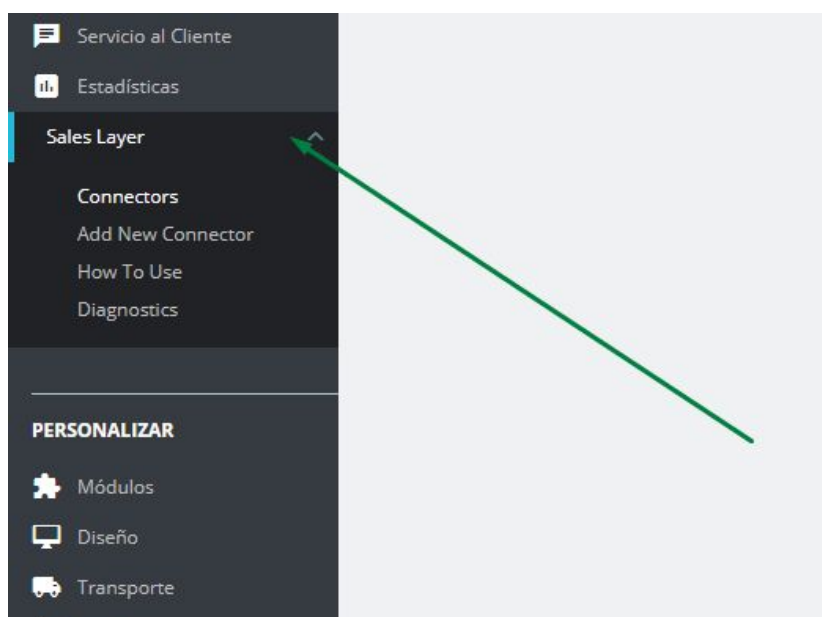 Servicio al Cliente
Estadísticas
Sales Layer
Connectors
Add New Connector
How To Use
Diagnostics
PERSONALIZAR
Módulos
Diseño
Transporte